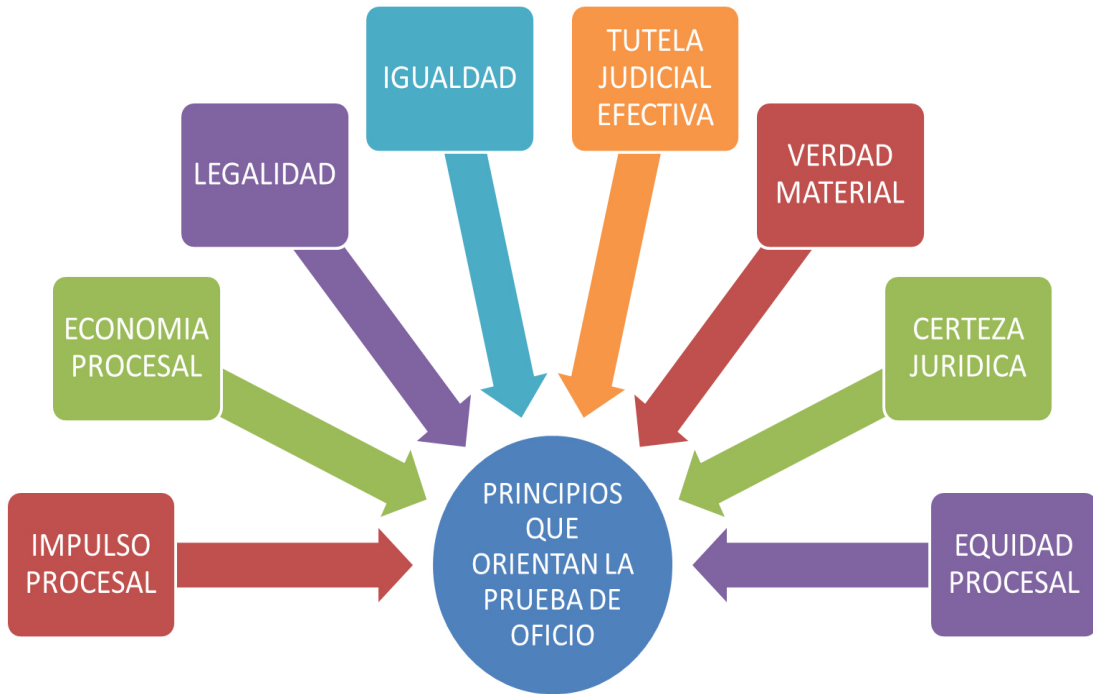 IGUALDAD
TUTELA
JUDICIAL
EFECTIVA
LEGALIDAD
VERDAD
MATERIAL
ECONOMIA
PROCESAL
CERTEZA
JURIDICA
IMPULSO
PROCESAL
PRINCIPIOS
QUE
ORIENTAN LA
PRUEBA DE
OFICIO
EQUIDAD
PROCESAL